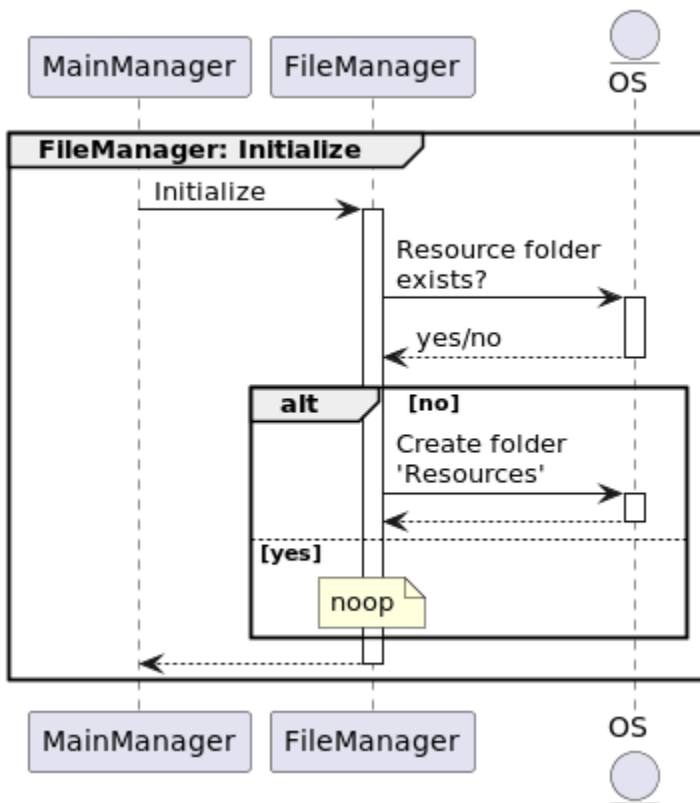 MainManager
FileManager
OS
FileManager: Initialize
Initialize
Resource folder
exists?
yes/no
alt
[no]
Create folder
'Resources'
[yes]
noop
MainManager
FileManager
OS